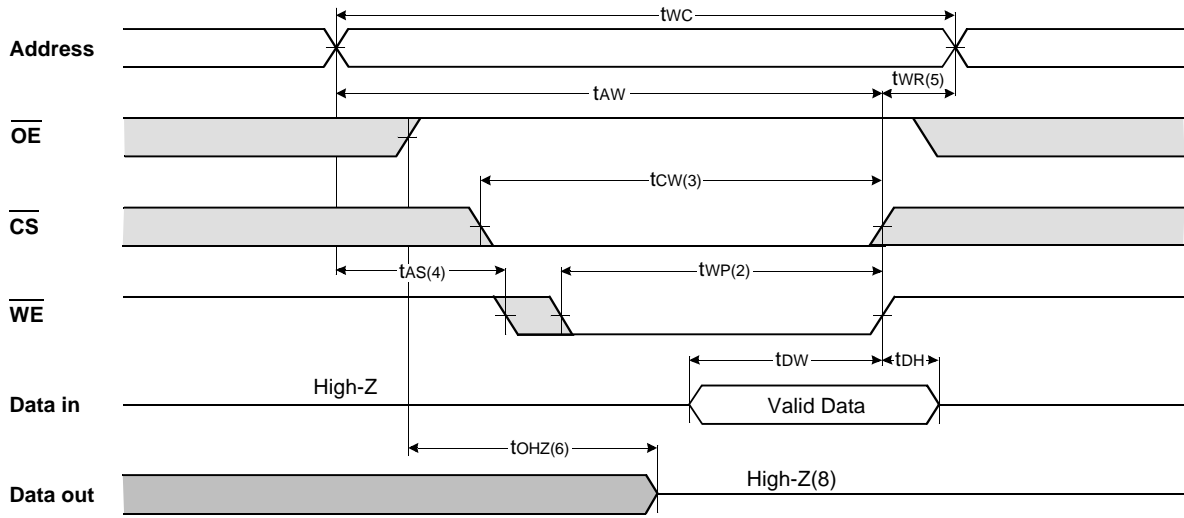 tWC
Address
tAW
tWR(5)
OE
tCW(3)
CS
tAS(4)
tWP(2)
WE
tDW
tDH
High-Z
Data in
Valid Data
tOHZ(6)
High-Z(8)
Data out